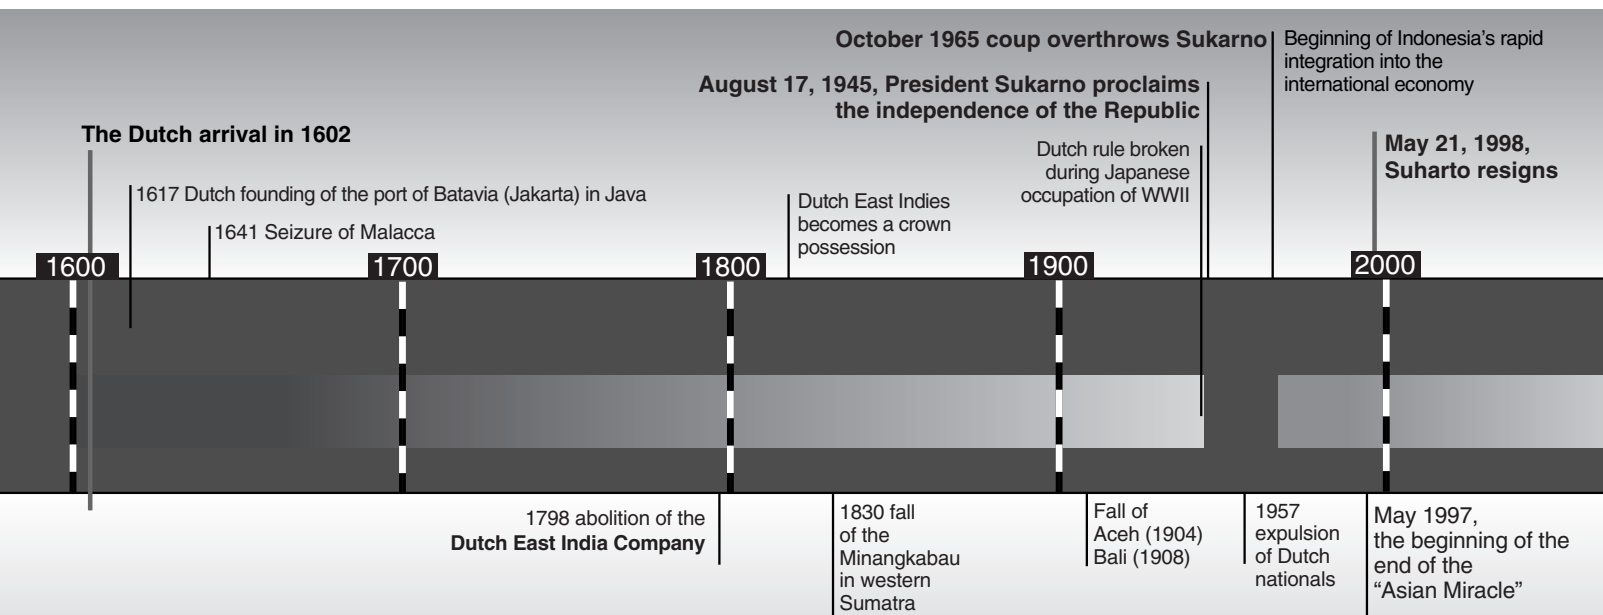 October 1965 coup overthrows Sukarno
Beginning of Indonesia’s rapid
integration into the
international economy
August 17, 1945, President Sukarno proclaims
the independence of the Republic
The Dutch arrival in 1602
May 21, 1998,
Suharto resigns
Dutch rule broken
during Japanese
occupation of WWII
1617 Dutch founding of the port of Batavia (Jakarta) in Java
Dutch East Indies
becomes a crown
possession
1641 Seizure of Malacca
1600
1700
1800
1900
2000
1798 abolition of the
Dutch East India Company
1830 fall
of the
Minangkabau
in western
Sumatra
Fall of
Aceh (1904)
Bali (1908)
1957
expulsion
of Dutch
nationals
May 1997,
the beginning of the
end of the
“Asian Miracle”